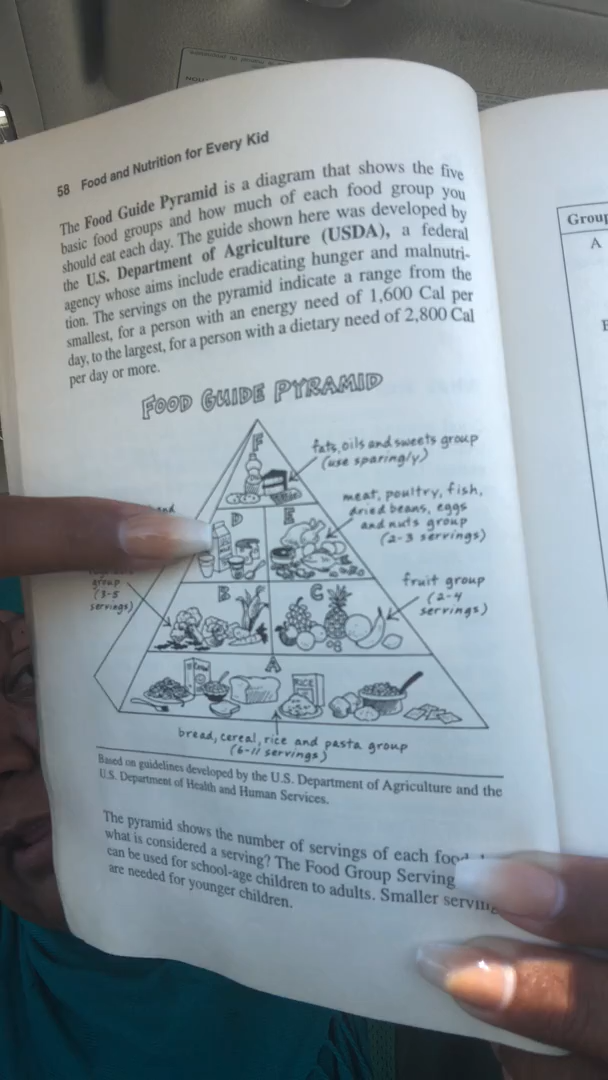 58 Food and Nutrition for Every Kid
The Food Guide Pyramid is a diagram that shows the five
basic food groups and how much of each food group you
should eat each day. The guide shown here was developed by
the U.S. Department of Agriculture (USDA), a federal
agency whose aims include eradicating hunger and malnutri-
tion. The servings on the pyramid indicate a range from the
smallest, for a person with an energy need of 1,600 Cal per
day, to the largest, for a person with a dietary need of 2,800 Cal
per day or more.
FOOD GUIDE PYRAMID
F
fats, oils and sweets group
(use sparingly)
D
E
meat, poultry, fish,
dried beans, eggs
and nuts group
(2-3 servings)
group
(3-5
servings)
B
C
fruit group
(2-4
servings)
A
RICE
bread, cereal, rice and pasta group
(6-11 servings)
Based on guidelines developed by the U.S. Department of Agriculture and the
U.S. Department of Health and Human Services.
The pyramid shows the number of servings of each food
what is considered a serving? The Food Group Serving
can be used for school-age children to adults. Smaller
are needed for younger children.
Group
A